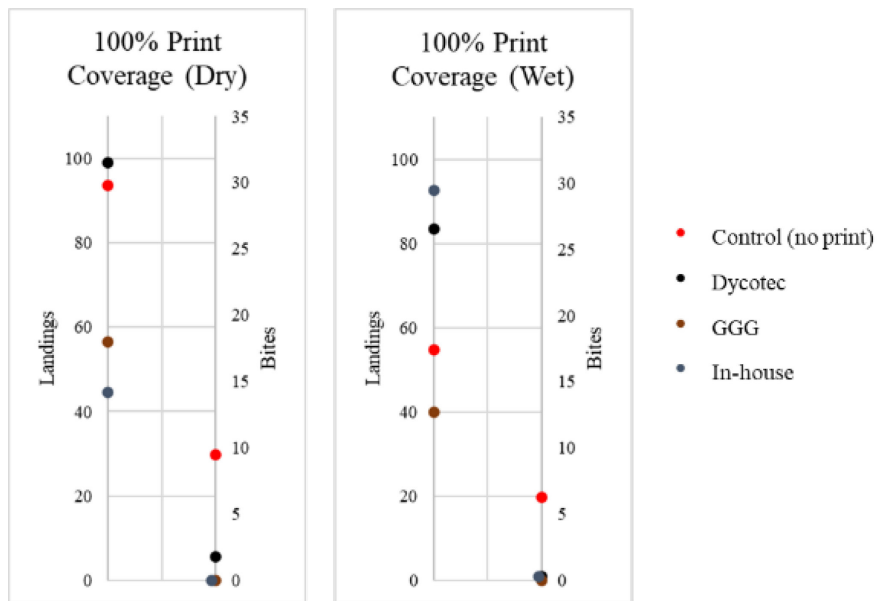 100% Print
Coverage (Dry)
35
100
30
80
25
60
20
Landings
Bites
15
40
10
20
5
0
0
100% Print
Coverage (Wet)
35
100
30
80
25
60
20
Landings
Bites
15
40
10
20
5
0
0
Control (no print)
Dycotec
GGG
In-house